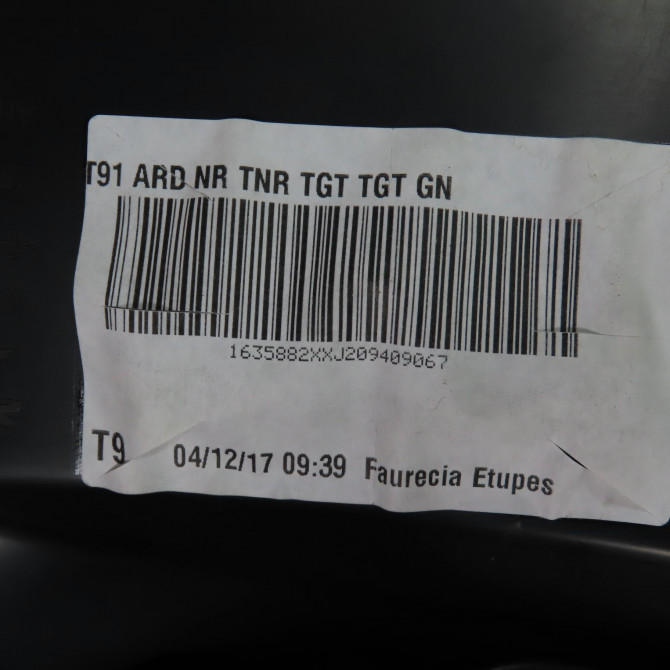 T91 ARD NR TNR TGT TGT GN
1635882XXJ209409067
T9 04/12/17 09:39 Faurecia Etupes